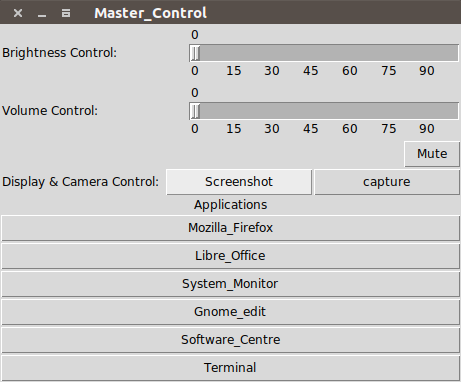 Master_Control
0
Brightness Control:
0 15 30 45 60 75 90
0
Volume Control:
0 15 30 45 60 75 90
Mute
Display & Camera Control: Screenshot capture
Applications
Mozilla_Firefox
Libre_Office
System_Monitor
Gnome_edit
Software_Centre
Terminal